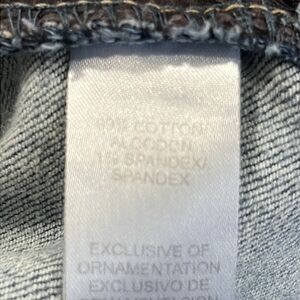 99% COTTON/
ALGODON
1% SPANDEX/
SPANDEX
EXCLUSIVE OF
ORNAMENTATION
EXCLUSIVO DE